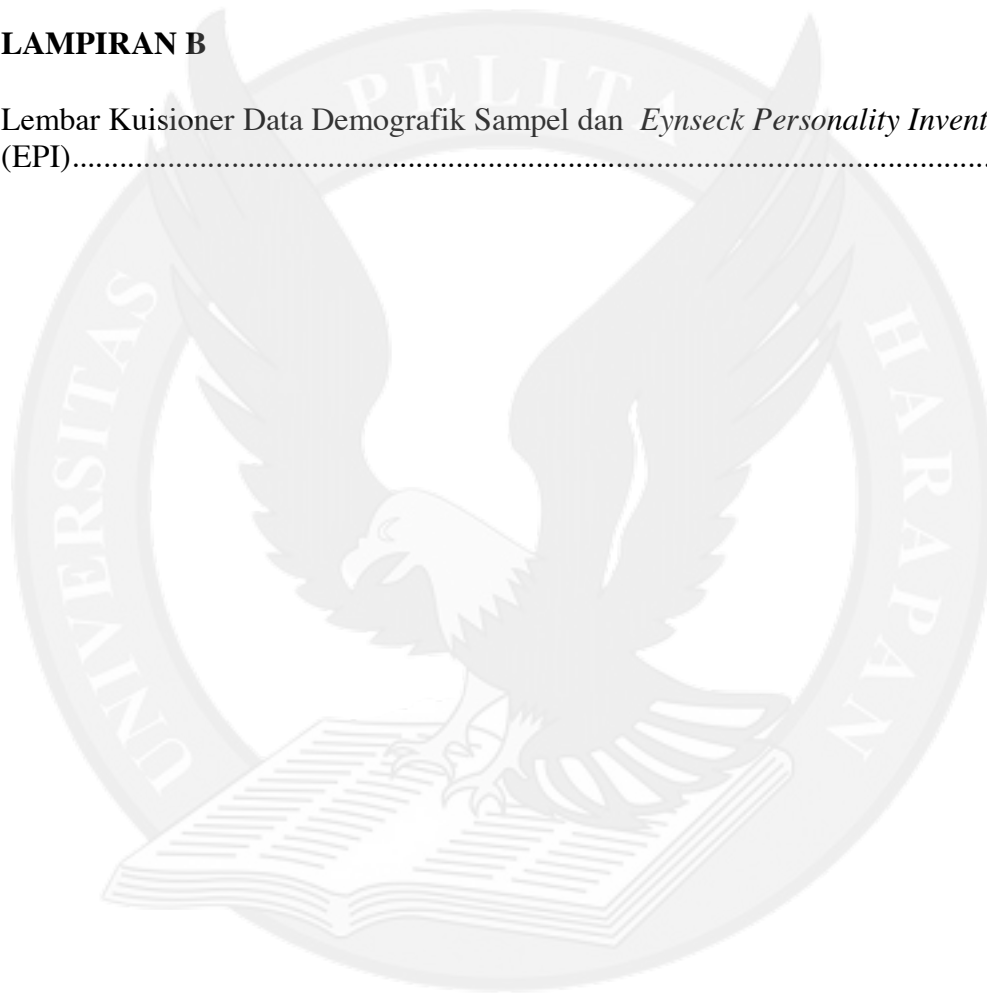 LAMPIRAN B
Lembar Kuisioner Data Demografik Sampel dan Eynseck Personality Invent
(EPI)....................................................................................................................................
UNIVERSITAS PELITA HARAPAN